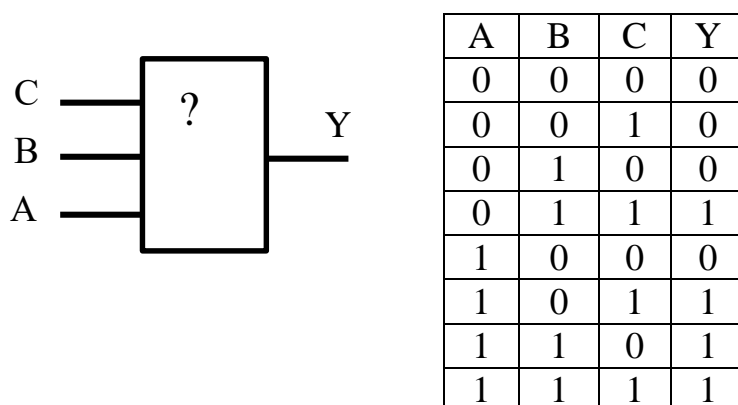 C
B
A
?
Y
A B C Y
0 0 0 0
0 0 1 0
0 1 0 0
0 1 1 1
1 0 0 0
1 0 1 1
1 1 0 1
1 1 1 1